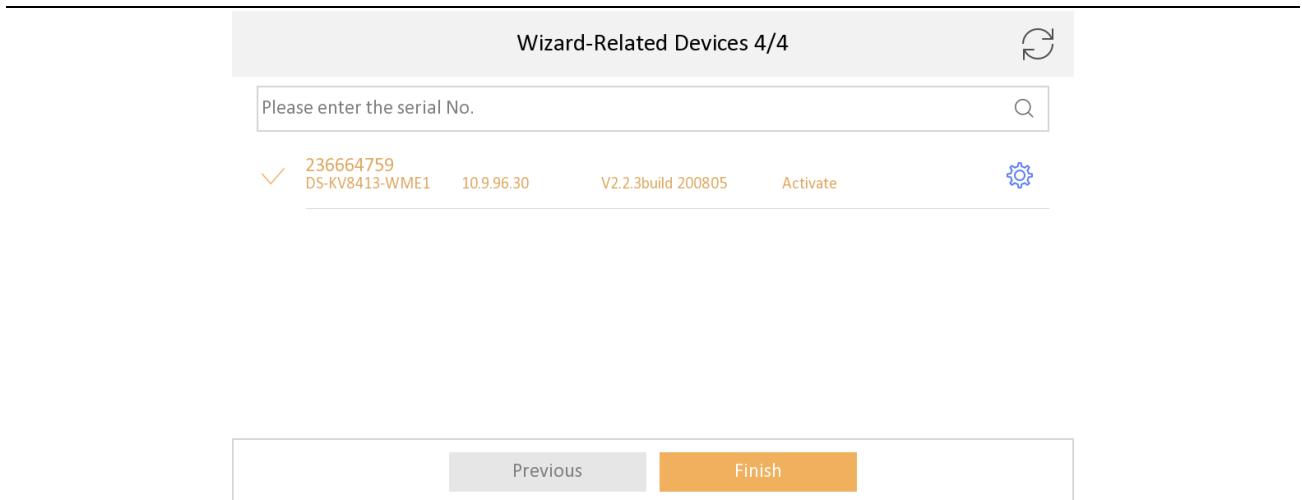 Wizard-Related Devices 4/4
Please enter the serial No.
236664759
DS-KV8413-WME1 10.9.96.30 V2.2.3build 200805 Activate
Previous Finish